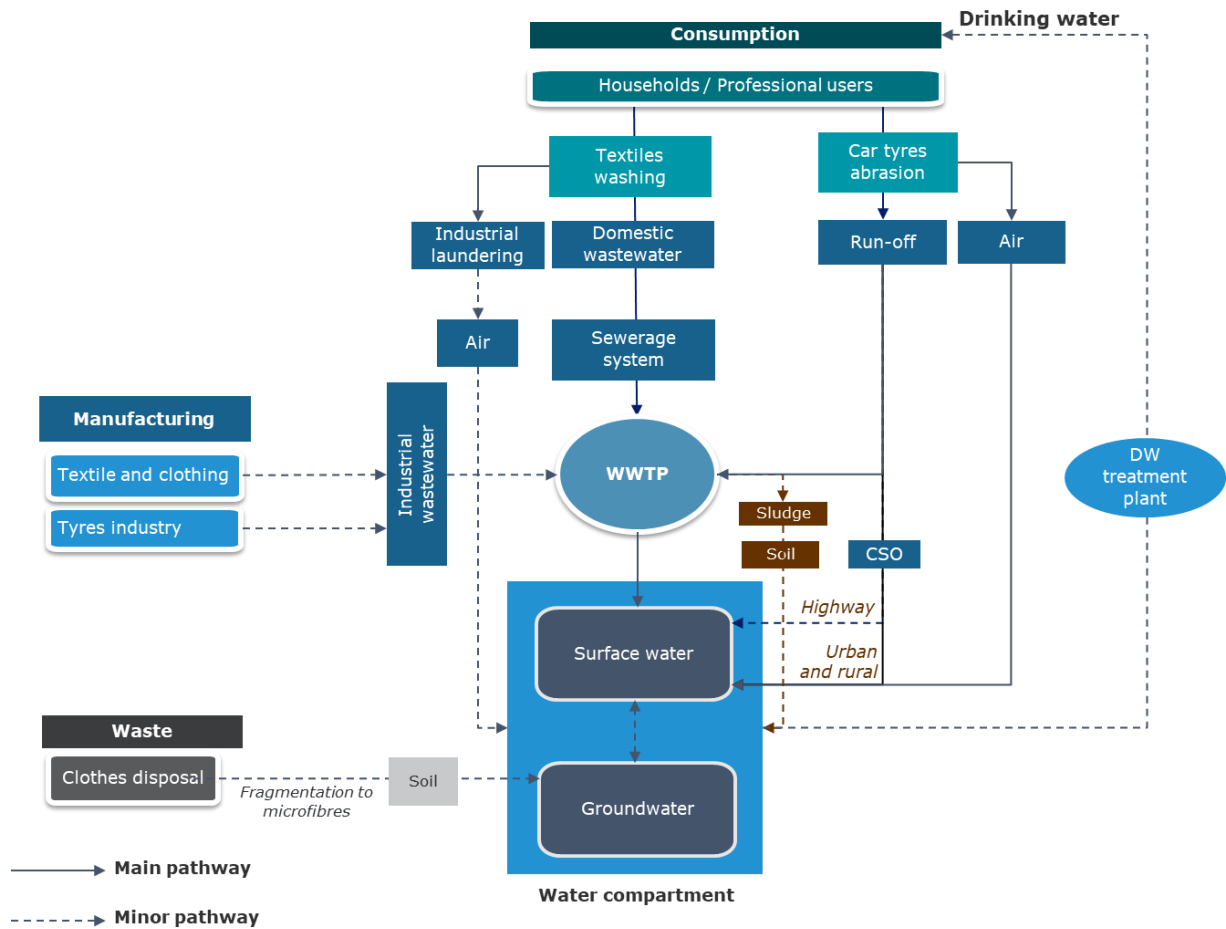 Drinking water
Consumption
Households / Professional users
Textiles
washing
Car tyres
abrasion
Industrial
laundering
Domestic
wastewater
Run-off
Air
Air
Sewerage
system
Manufacturing
Textile and clothing
Tyres industry
Industrial
wastewater
WWTP
DW
treatment
plant
Sludge
Soil
CSO
Highway
Surface water
Urban
and rural
Waste
Clothes disposal
Fragmentation to
microfibres
Soil
Groundwater
Main pathway
Water compartment
Minor pathway